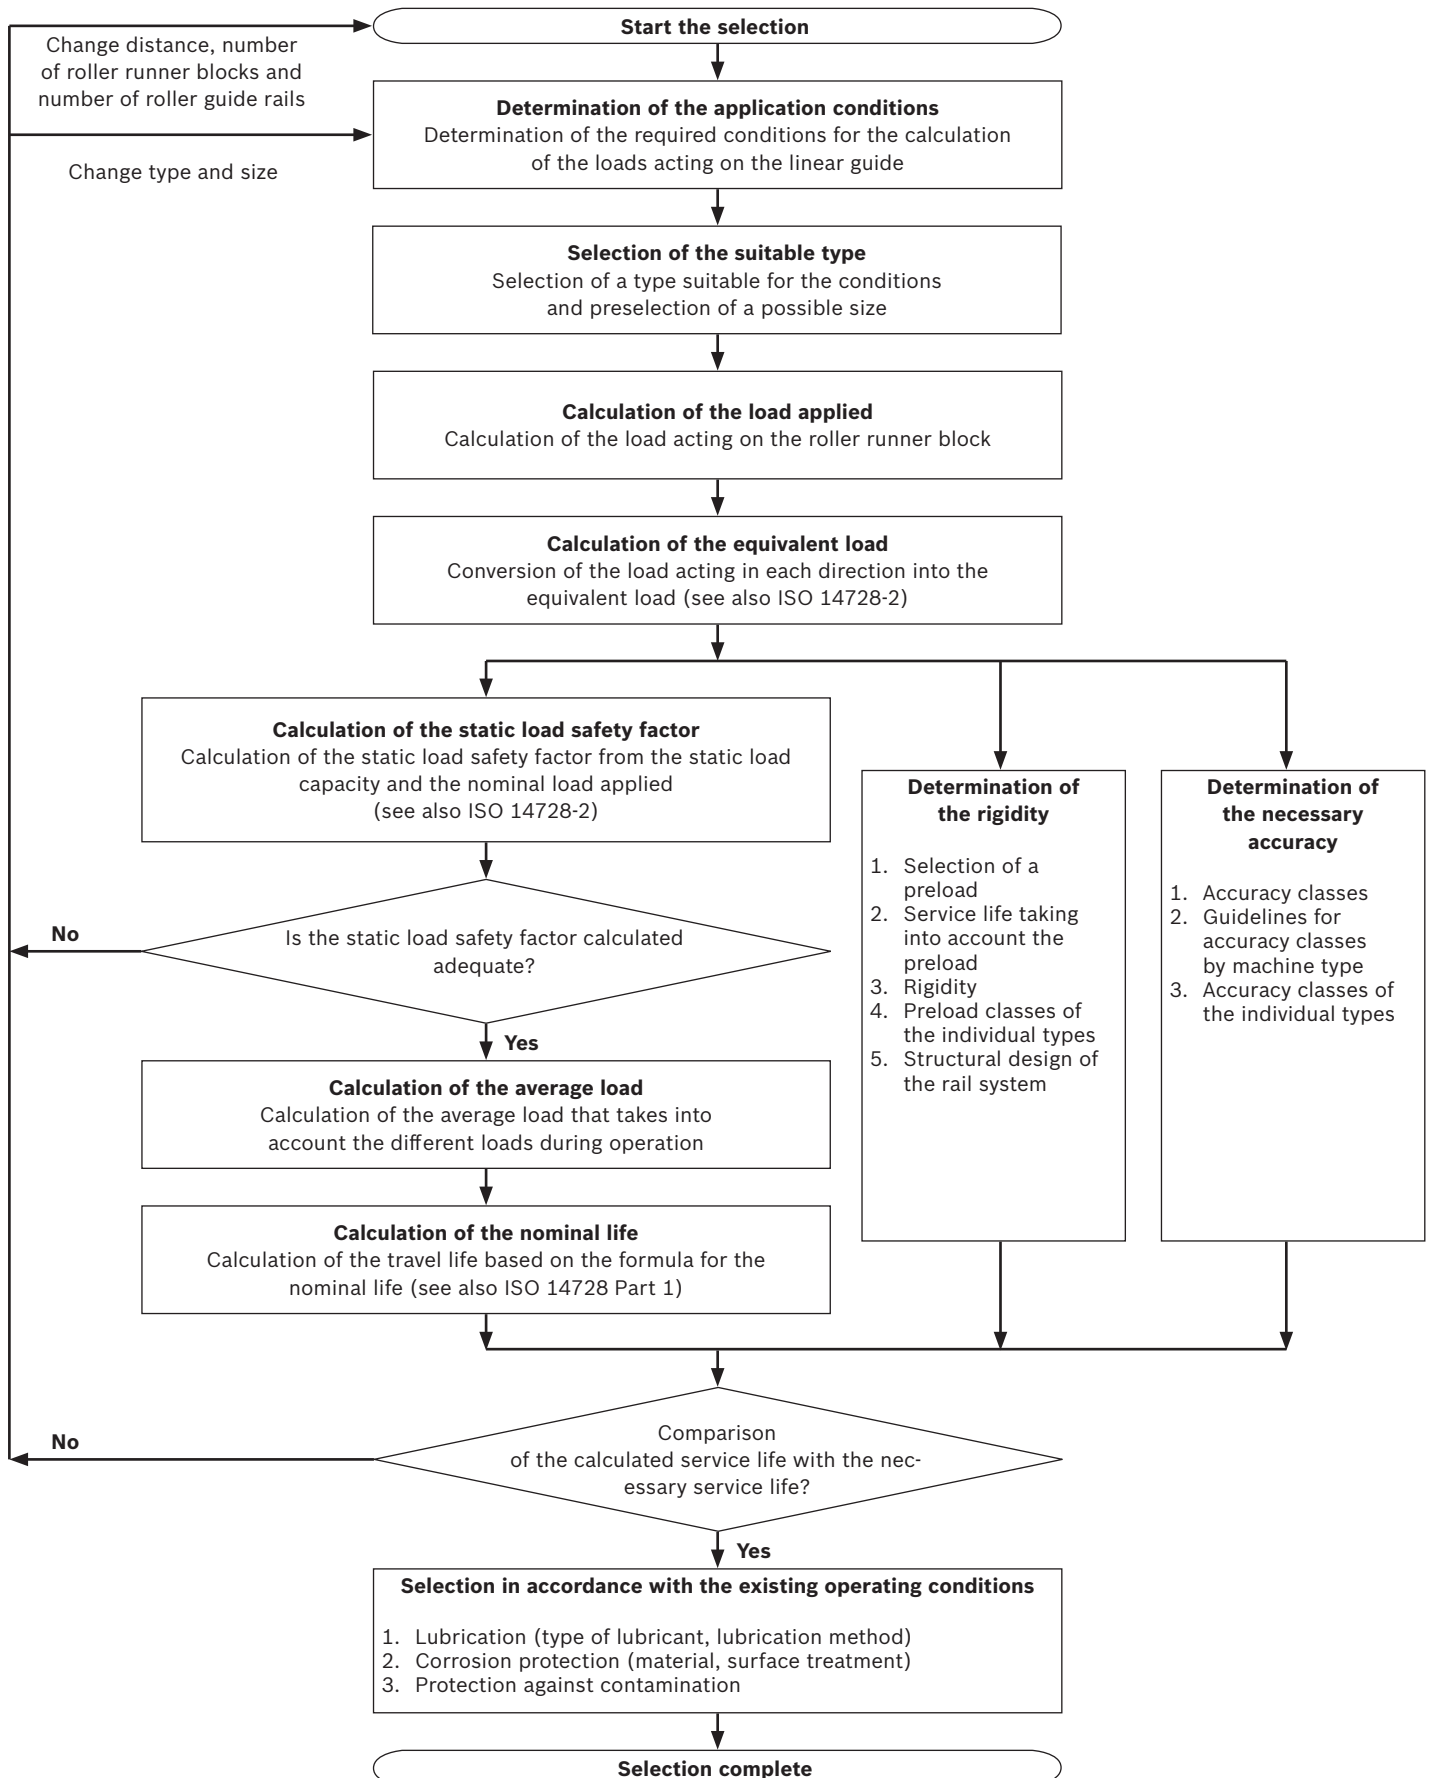 Start the selection
Change distance, number
of roller runner blocks and
number of roller guide rails
Determination of the application conditions
Determination of the required conditions for the calculation
of the loads acting on the linear guide
Change type and size
Selection of the suitable type
Selection of a type suitable for the conditions
and preselection of a possible size
Calculation of the load applied
Calculation of the load acting on the roller runner block
Calculation of the equivalent load
Conversion of the load acting in each direction into the
equivalent load (see also ISO 14728-2)
Calculation of the static load safety factor
Calculation of the static load safety factor from the static load
capacity and the nominal load applied
(see also ISO 14728-2)
Determination of
the rigidity
1. Selection of a
preload
2. Service life taking
into account the
preload
3. Rigidity
4. Preload classes of
the individual types
5. Structural design of
the rail system
Determination of
the necessary
accuracy
1. Accuracy classes
2. Guidelines for
accuracy classes
by machine type
3. Accuracy classes of
the individual types
No
Is the static load safety factor calculated
adequate?
Yes
Calculation of the average load
Calculation of the average load that takes into
account the different loads during operation
Calculation of the nominal life
Calculation of the travel life based on the formula for the
nominal life (see also ISO 14728 Part 1)
No
Comparison
of the calculated service life with the nec-
essary service life?
Yes
Selection in accordance with the existing operating conditions
1. Lubrication (type of lubricant, lubrication method)
2. Corrosion protection (material, surface treatment)
3. Protection against contamination
Selection complete